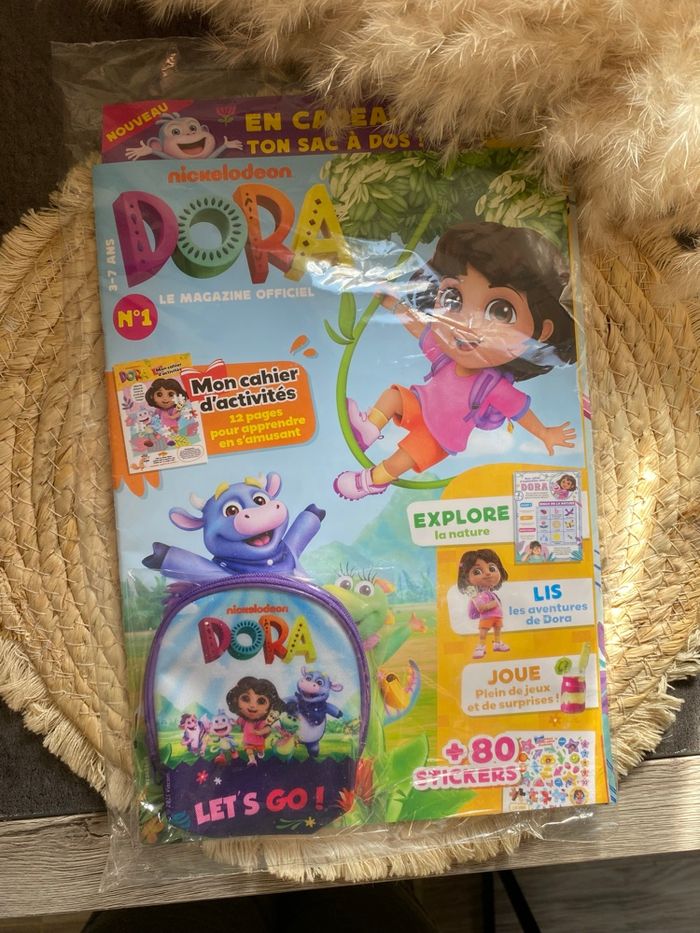 NOUVEAU
EN CADEAU
TON SAC À DOS !
nickelodeon
DORA
LE MAGAZINE OFFICIEL
3-7 ANS
N°1
DORA
Mon cahier
d'activités
12 pages
pour apprendre
en s'amusant
EXPLORE
la nature
DORA
LIS
les aventures
de Dora
JOUE
Plein de jeux
et de surprises !
+ 80
STICKERS
nickelodeon
DORA
LET'S GO !